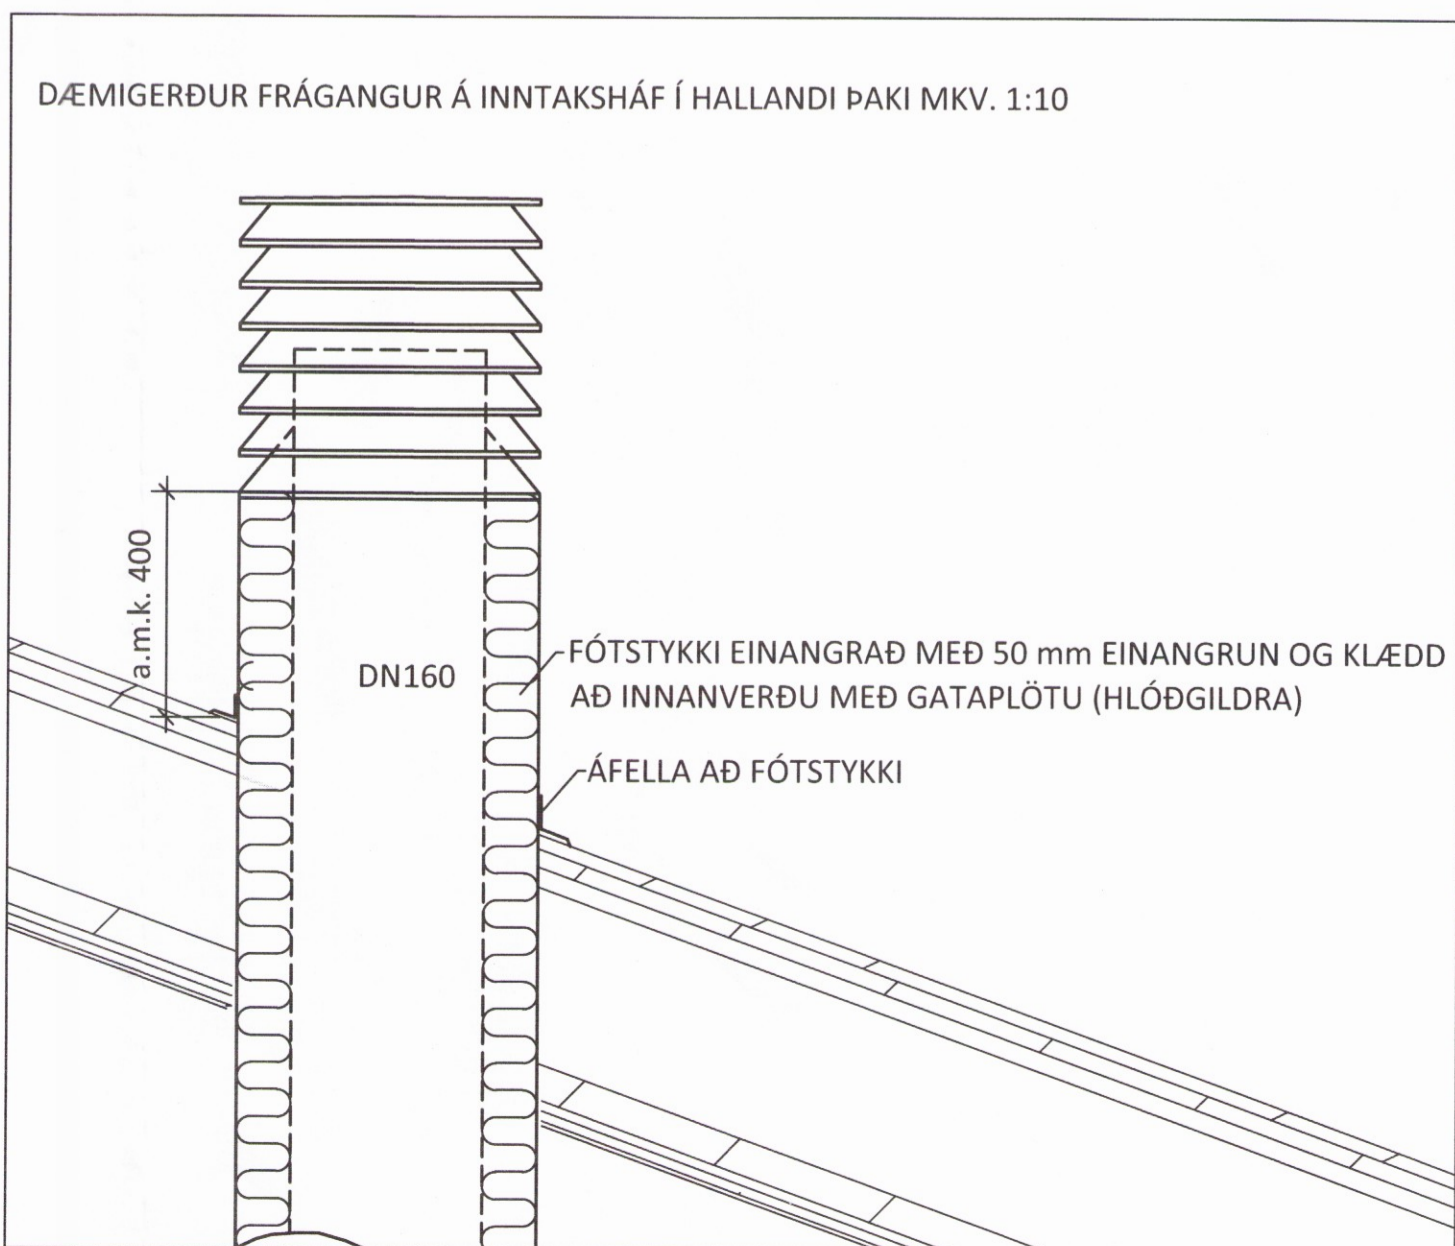 DÆMIGERÐUR FRÁGANGUR Á INNTAKSHÁF Í HALLANDI ÞAKI MKV. 1:10
a.m.k. 400
DN160
FÓTSTYKKI EINANGRAÐ MEÐ 50 mm EINANGRUN OG KLÆDD
AÐ INNANVERÐU MEÐ GATAPLÖTU (HLÓÐGILDRA)
ÁFELLA AÐ FÓTSTYKKI